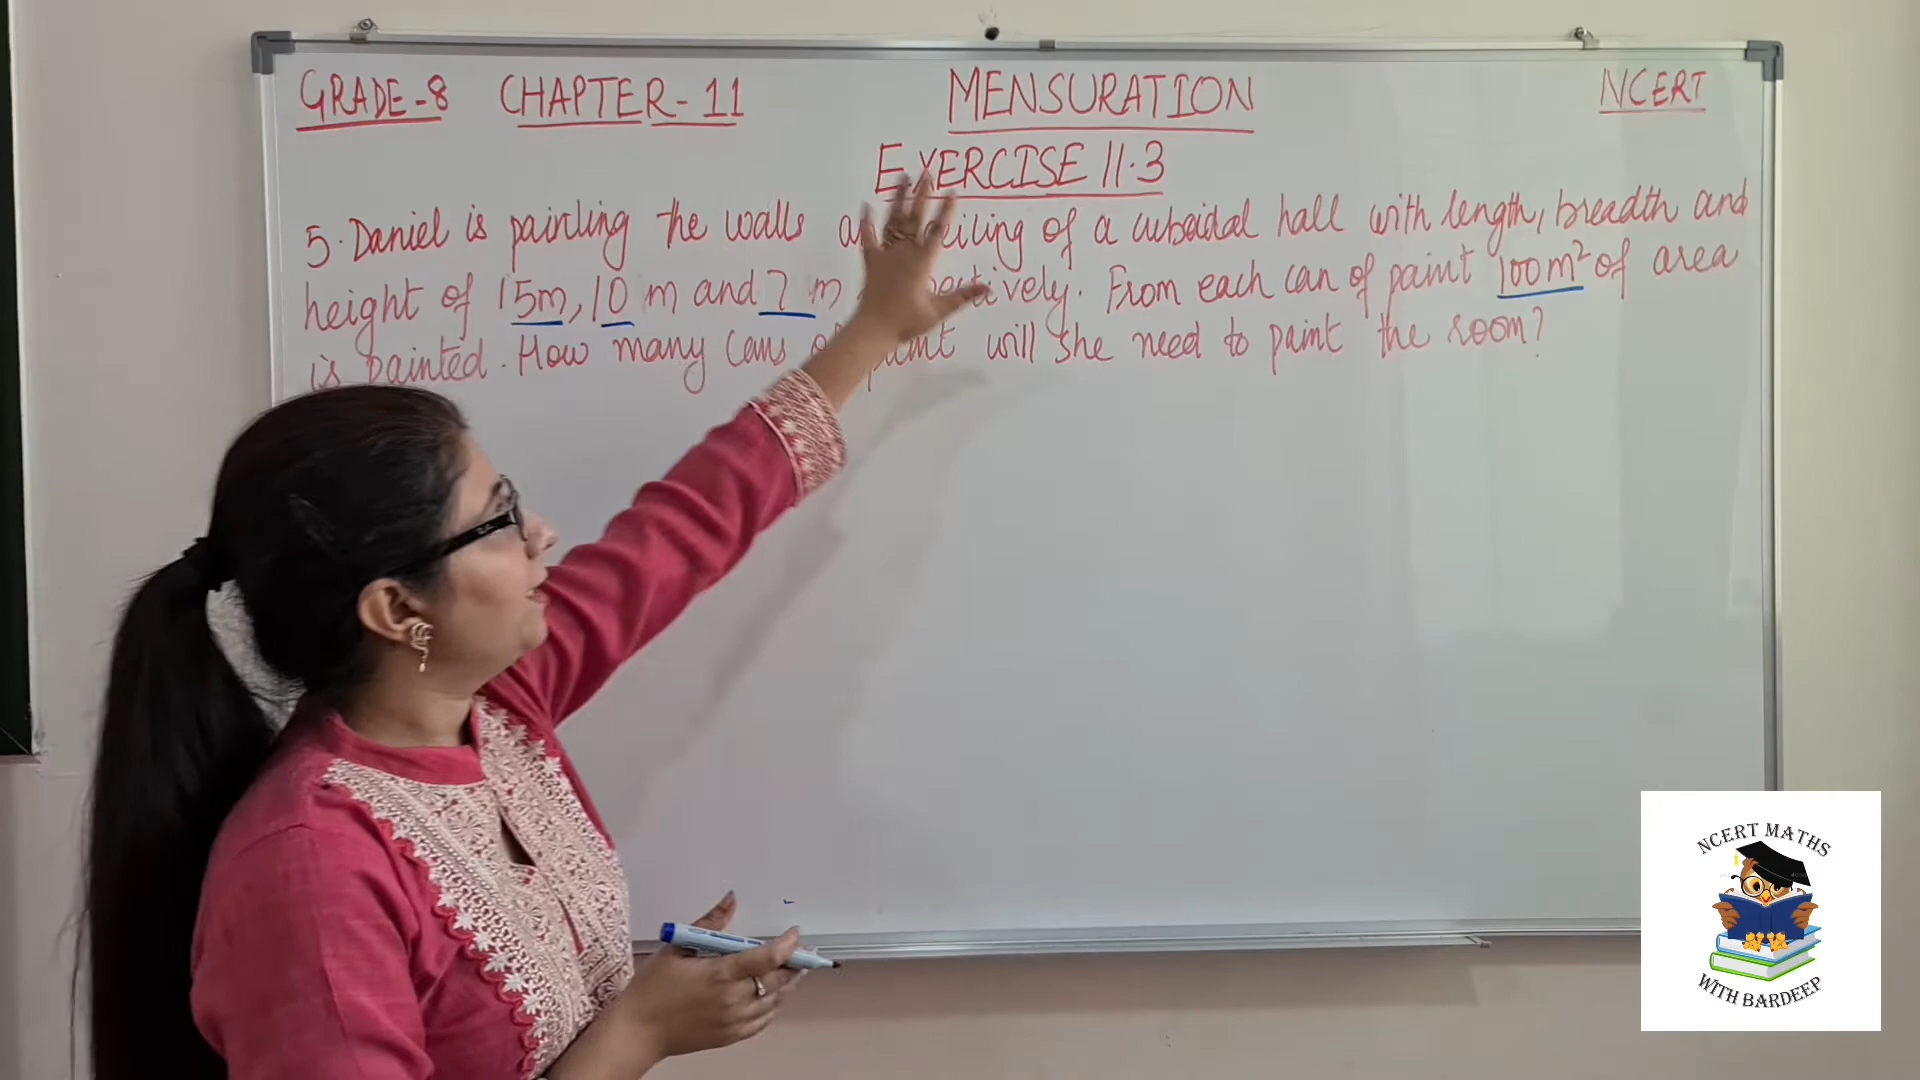 GRADE-8 CHAPTER-11 MENSURATION NCERT
EXERCISE 11.3
5. Daniel is painting the walls ceiling of a cuboidal hall with length, breadth and
height of 15m, 10 m and 7 m respectively. From each can of paint 100m² of area
is painted. How many cans of paint will she need to paint the room?
NCERT MATHS
WITH BARDEEP